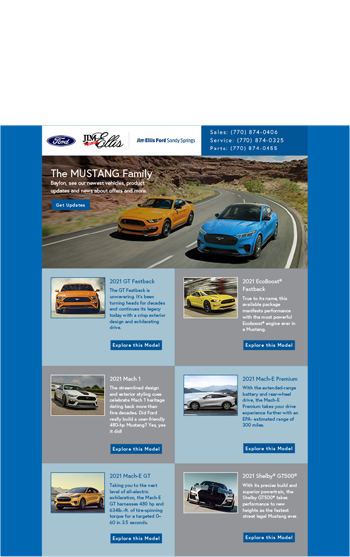 Ford
JIM Ellis
Jim Ellis Ford Sandy Springs
Sales: (770) 874-0406
Service: (770) 874-0325
Parts: (770) 874-0455
The MUSTANG Family
Baylon, see our newest vehicles, product
updates and news about offers and more.
Get Updates
2021 GT Fastback
The GT Fastback is
unwavering. It's been
turning heads for decades
and continues its legacy
today with a crisp exterior
design and exhilarating
drive.
Explore this Model
2021 EcoBoost®
Fastback
True to its name, this
available package
manifests performance
with the most powerful
EcoBoost® engine ever in
a Mustang.
Explore this Model
2021 Mach 1
The streamlined design
and exterior styling cues
celebrate Mach 1 heritage
dating back more than
five decades. Did Ford
really build a user-friendly
480-hp Mustang? Yes, yes
it did!
Explore this Model
2021 Mach-E Premium
With the extended-range
battery and rear-wheel
drive, the Mach-E
Premium takes your drive
experience further with an
EPA- estimated range of
300 miles.
Explore this Model
2021 Mach-E GT
Taking you to the next
level of all-electric
exhilaration, the Mach-E
GT harnesses 480 hp and
634lb.-ft. of tire-spinning
torque for a targeted 0-
60 in 3.5 seconds.
Explore this Model
2021 Shelby® GT500®
With its precise build and
superior powertrain, the
Shelby GT500® takes
performance to new
heights as the fastest
street legal Mustang ever.
Explore this Model